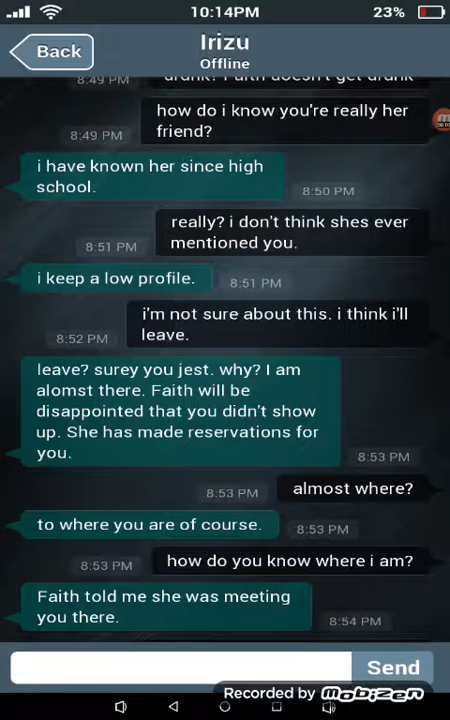 10:14PM
23%
Back
Irizu
Offline
8:49 PM
drunk! Faith doesn't get drunk
how do i know you're really her
friend?
8:49 PM
i have known her since high
school.
8:50 PM
really? i don't think shes ever
mentioned you.
8:51 PM
i keep a low profile.
8:51 PM
i'm not sure about this. i think i'll
leave.
8:52 PM
leave? surey you jest. why? I am
alomst there. Faith will be
disappointed that you didn't show
up. She has made reservations for
you.
8:53 PM
almost where?
8:53 PM
to where you are of course.
8:53 PM
how do you know where i am?
8:53 PM
Faith told me she was meeting
you there.
8:54 PM
Send
Recorded by mobizen